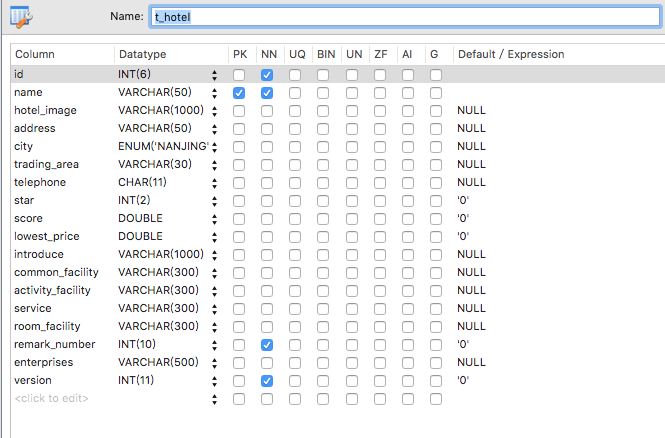 Name: t_hotel
Column Datatype PK NN UQ BIN UN ZF AI G Default / Expression
id INT(6)
name VARCHAR(50)
hotel_image VARCHAR(1000) NULL
address VARCHAR(50) NULL
city ENUM('NANJING' NULL
trading_area VARCHAR(30) NULL
telephone CHAR(11) NULL
star INT(2) '0'
score DOUBLE '0'
lowest_price DOUBLE '0'
introduce VARCHAR(1000) NULL
common_facility VARCHAR(300) NULL
activity_facility VARCHAR(300) NULL
service VARCHAR(300) NULL
room_facility VARCHAR(300) NULL
remark_number INT(10) '0'
enterprises VARCHAR(500) NULL
version INT(11) '0'
<click to edit>